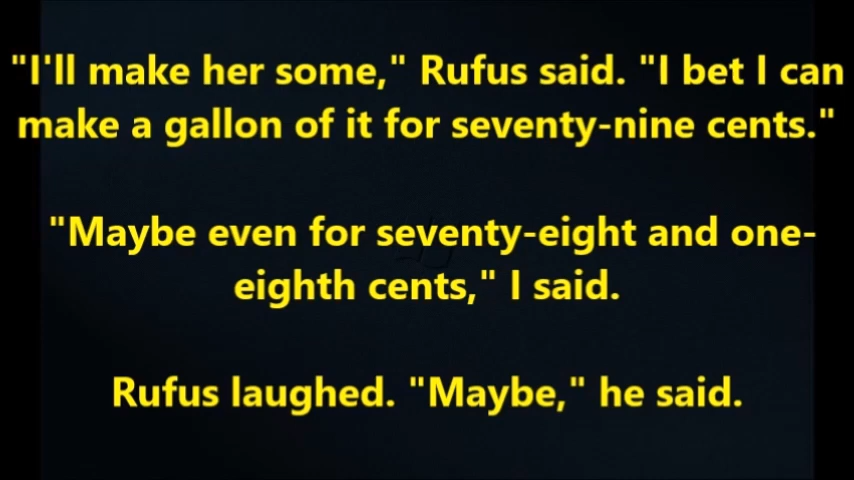 "I'll make her some," Rufus said. "I bet I can
make a gallon of it for seventy-nine cents."
"Maybe even for seventy-eight and one-
eighth cents," I said.
Rufus laughed. "Maybe," he said.